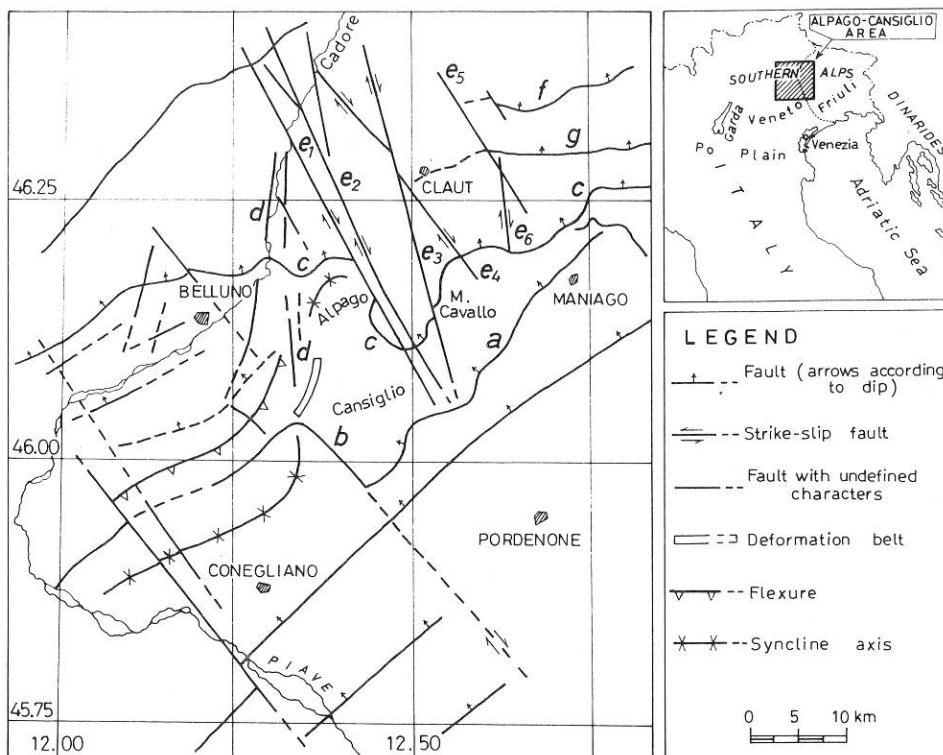 Cadore
e5
f
g
e1
e2
46.25
CLAUT
c
d
e6
e3
e4
c
BELLUNO
Alpago
M.
Cavallo
MANIAGO
c
a
d
Cansiglio
46.00
b
PORDENONE
CONEGLIANO
PIAVE
45.75
12.00
12.50
ALPAGO-CANSIGLIO
AREA
SOUTHERN ALPS
Garda
Veneto
Friuli
DINARIDES
Po Plain
Venezia
ITALY
Adriatic Sea
LEGEND
Fault (arrows according
to dip)
Strike-slip fault
Fault with undefined
characters
Deformation belt
Flexure
Syncline axis
0 5 10 km